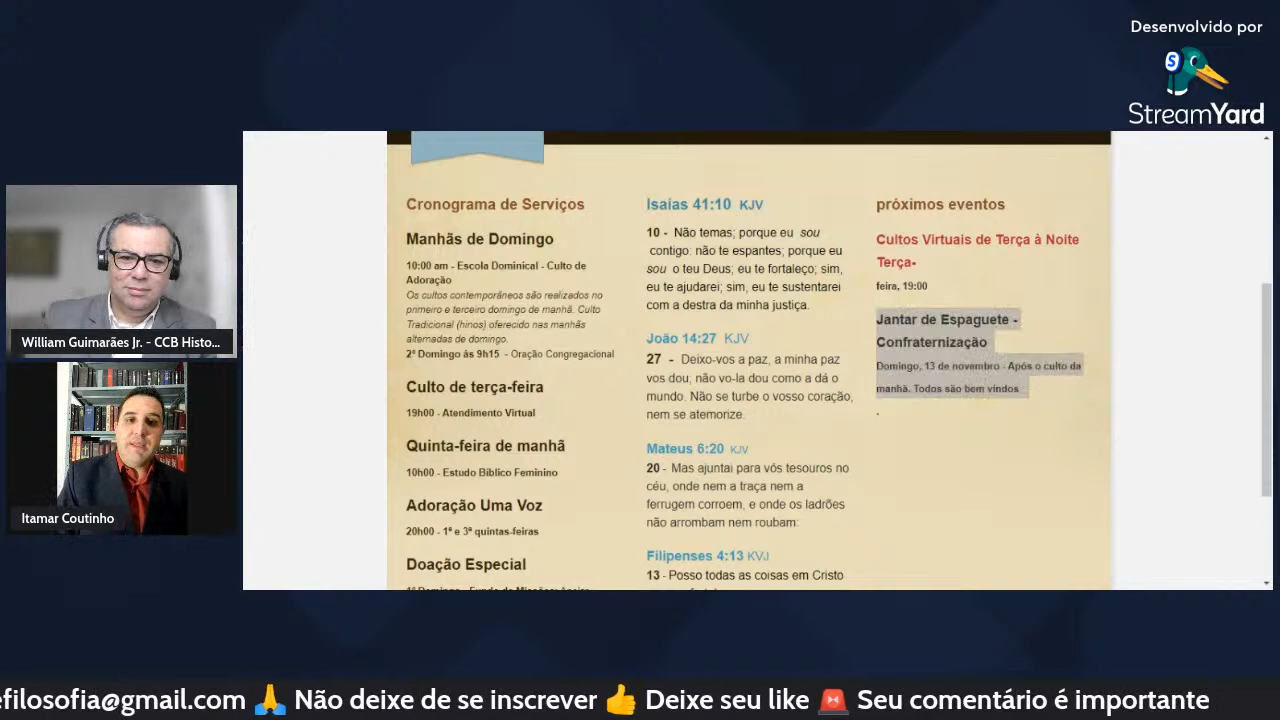 Desenvolvido por
StreamYard
William Guimarães Jr. - CCB Histo...
Itamar Coutinho
Cronograma de Serviços
Manhãs de Domingo
10:00 am - Escola Dominical - Culto de
Adoração
Os cultos contemporâneos são realizados no
primeiro e terceiro domingo de manhã. Culto
Tradicional (hinos) oferecido nas manhãs
alternadas de domingo.
2º Domingo às 9h15 - Oração Congregacional
Culto de terça-feira
19h00 - Atendimento Virtual
Quinta-feira de manhã
10h00 - Estudo Bíblico Feminino
Adoração Uma Voz
20h00 - 1ª e 3ª quintas-feiras
Doação Especial
Isaías 41:10 KJV
10 - Não temas; porque eu sou
contigo: não te espantes; porque eu
sou o teu Deus; eu te fortaleço; sim,
eu te ajudarei; sim, eu te sustentarei
com a destra da minha justiça.
João 14:27 KJV
27 - Deixo-vos a paz, a minha paz
vos dou; não vo-la dou como a dá o
mundo. Não se turbe o vosso coração,
nem se atemorize.
Mateus 6:20 KJV
20 - Mas ajuntai para vós tesouros no
céu, onde nem a traça nem a
ferrugem corroem, e onde os ladrões
não arrombam nem roubam:
Filipenses 4:13 KVJ
13 - Posso todas as coisas em Cristo
próximos eventos
Cultos Virtuais de Terça à Noite
Terça-
feira, 19:00
Jantar de Espaguete -
Confraternização
Domingo, 13 de novembro - Após o culto da
manhã. Todos são bem vindos
.
efilosofia@gmail.com 🙏 Não deixe de se inscrever 👍 Deixe seu like 🚨 Seu comentário é importante